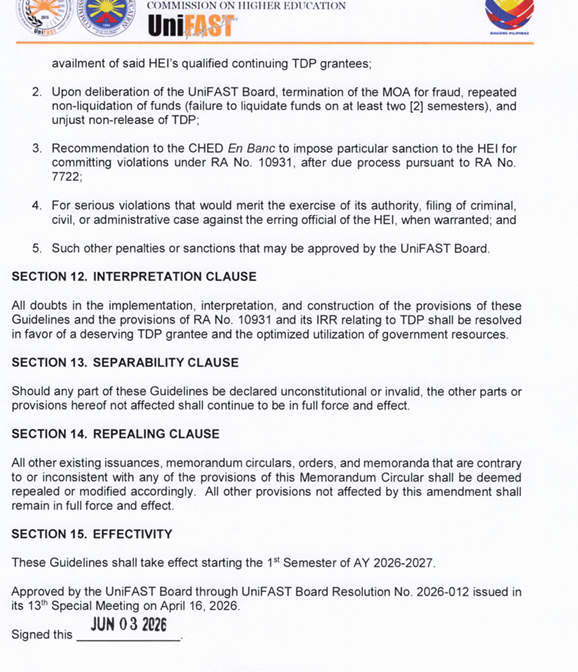 COMMISSION ON HIGHER EDUCATION
UniFAST
BAGONG PILIPINAS
availment of said HEI's qualified continuing TDP grantees;
2. Upon deliberation of the UniFAST Board, termination of the MOA for fraud, repeated
non-liquidation of funds (failure to liquidate funds on at least two [2] semesters), and
unjust non-release of TDP;
3. Recommendation to the CHED En Banc to impose particular sanction to the HEI for
committing violations under RA No. 10931, after due process pursuant to RA No.
7722;
4. For serious violations that would merit the exercise of its authority, filing of criminal,
civil, or administrative case against the erring official of the HEI, when warranted; and
5. Such other penalties or sanctions that may be approved by the UniFAST Board.
SECTION 12. INTERPRETATION CLAUSE
All doubts in the implementation, interpretation, and construction of the provisions of these
Guidelines and the provisions of RA No. 10931 and its IRR relating to TDP shall be resolved
in favor of a deserving TDP grantee and the optimized utilization of government resources.
SECTION 13. SEPARABILITY CLAUSE
Should any part of these Guidelines be declared unconstitutional or invalid, the other parts or
provisions hereof not affected shall continue to be in full force and effect.
SECTION 14. REPEALING CLAUSE
All other existing issuances, memorandum circulars, orders, and memoranda that are contrary
to or inconsistent with any of the provisions of this Memorandum Circular shall be deemed
repealed or modified accordingly. All other provisions not affected by this amendment shall
remain in full force and effect.
SECTION 15. EFFECTIVITY
These Guidelines shall take effect starting the 1st Semester of AY 2026-2027.
Approved by the UniFAST Board through UniFAST Board Resolution No. 2026-012 issued in
its 13th Special Meeting on April 16, 2026.
JUN 03 2026
Signed this ________________.